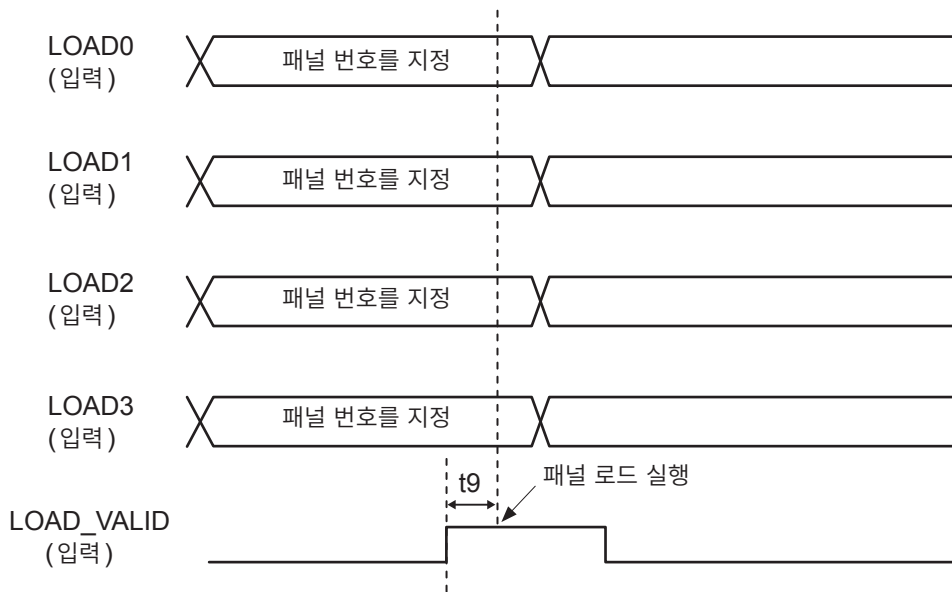 LOAD0
(입력)
패널 번호를 지정
LOAD1
(입력)
패널 번호를 지정
LOAD2
(입력)
패널 번호를 지정
LOAD3
(입력)
패널 번호를 지정
t9
패널 로드 실행
LOAD_VALID
(입력)